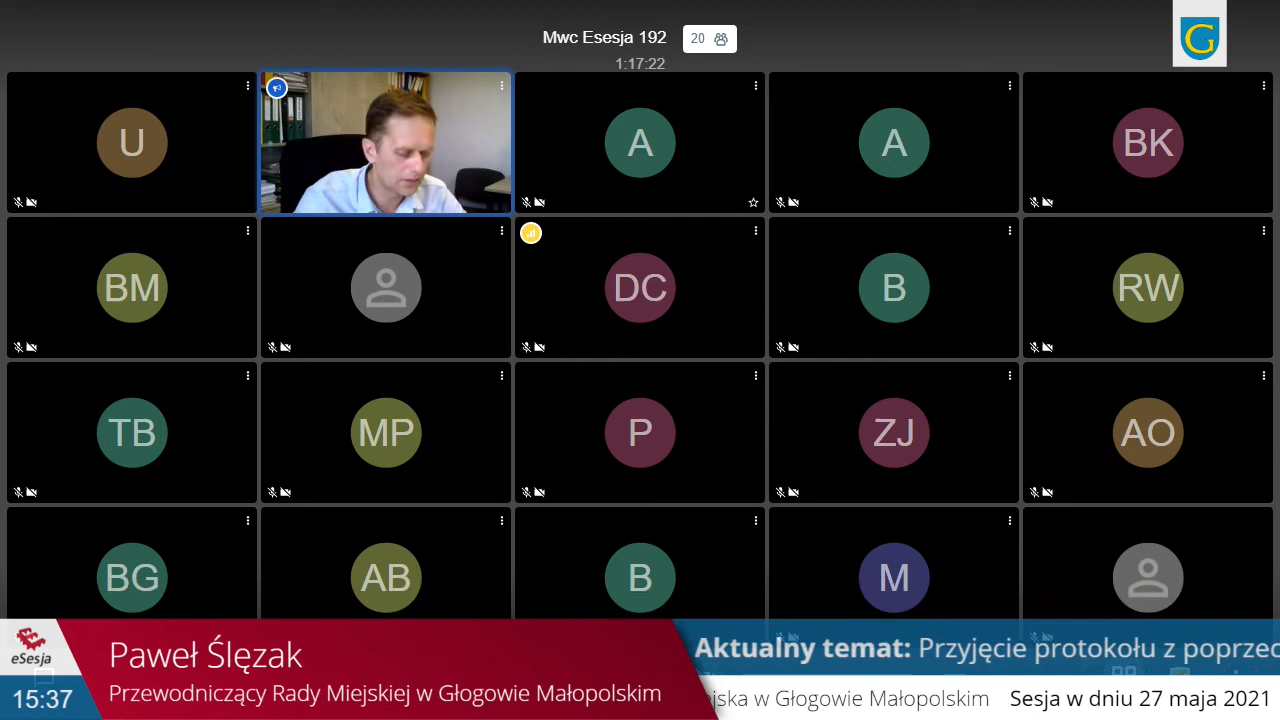 Mwc Esesja 192
20
1:17:22
G
U
A
A
BK
BM
DC
B
RW
TB
MP
P
ZJ
AO
BG
AB
B
M
eSesja
15:37
Paweł Ślęzak
Przewodniczący Rady Miejskiej w Głogowie Małopolskim
Aktualny temat: Przyjęcie protokołu z poprzec
jska w Głogowie Małopolskim
Sesja w dniu 27 maja 2021